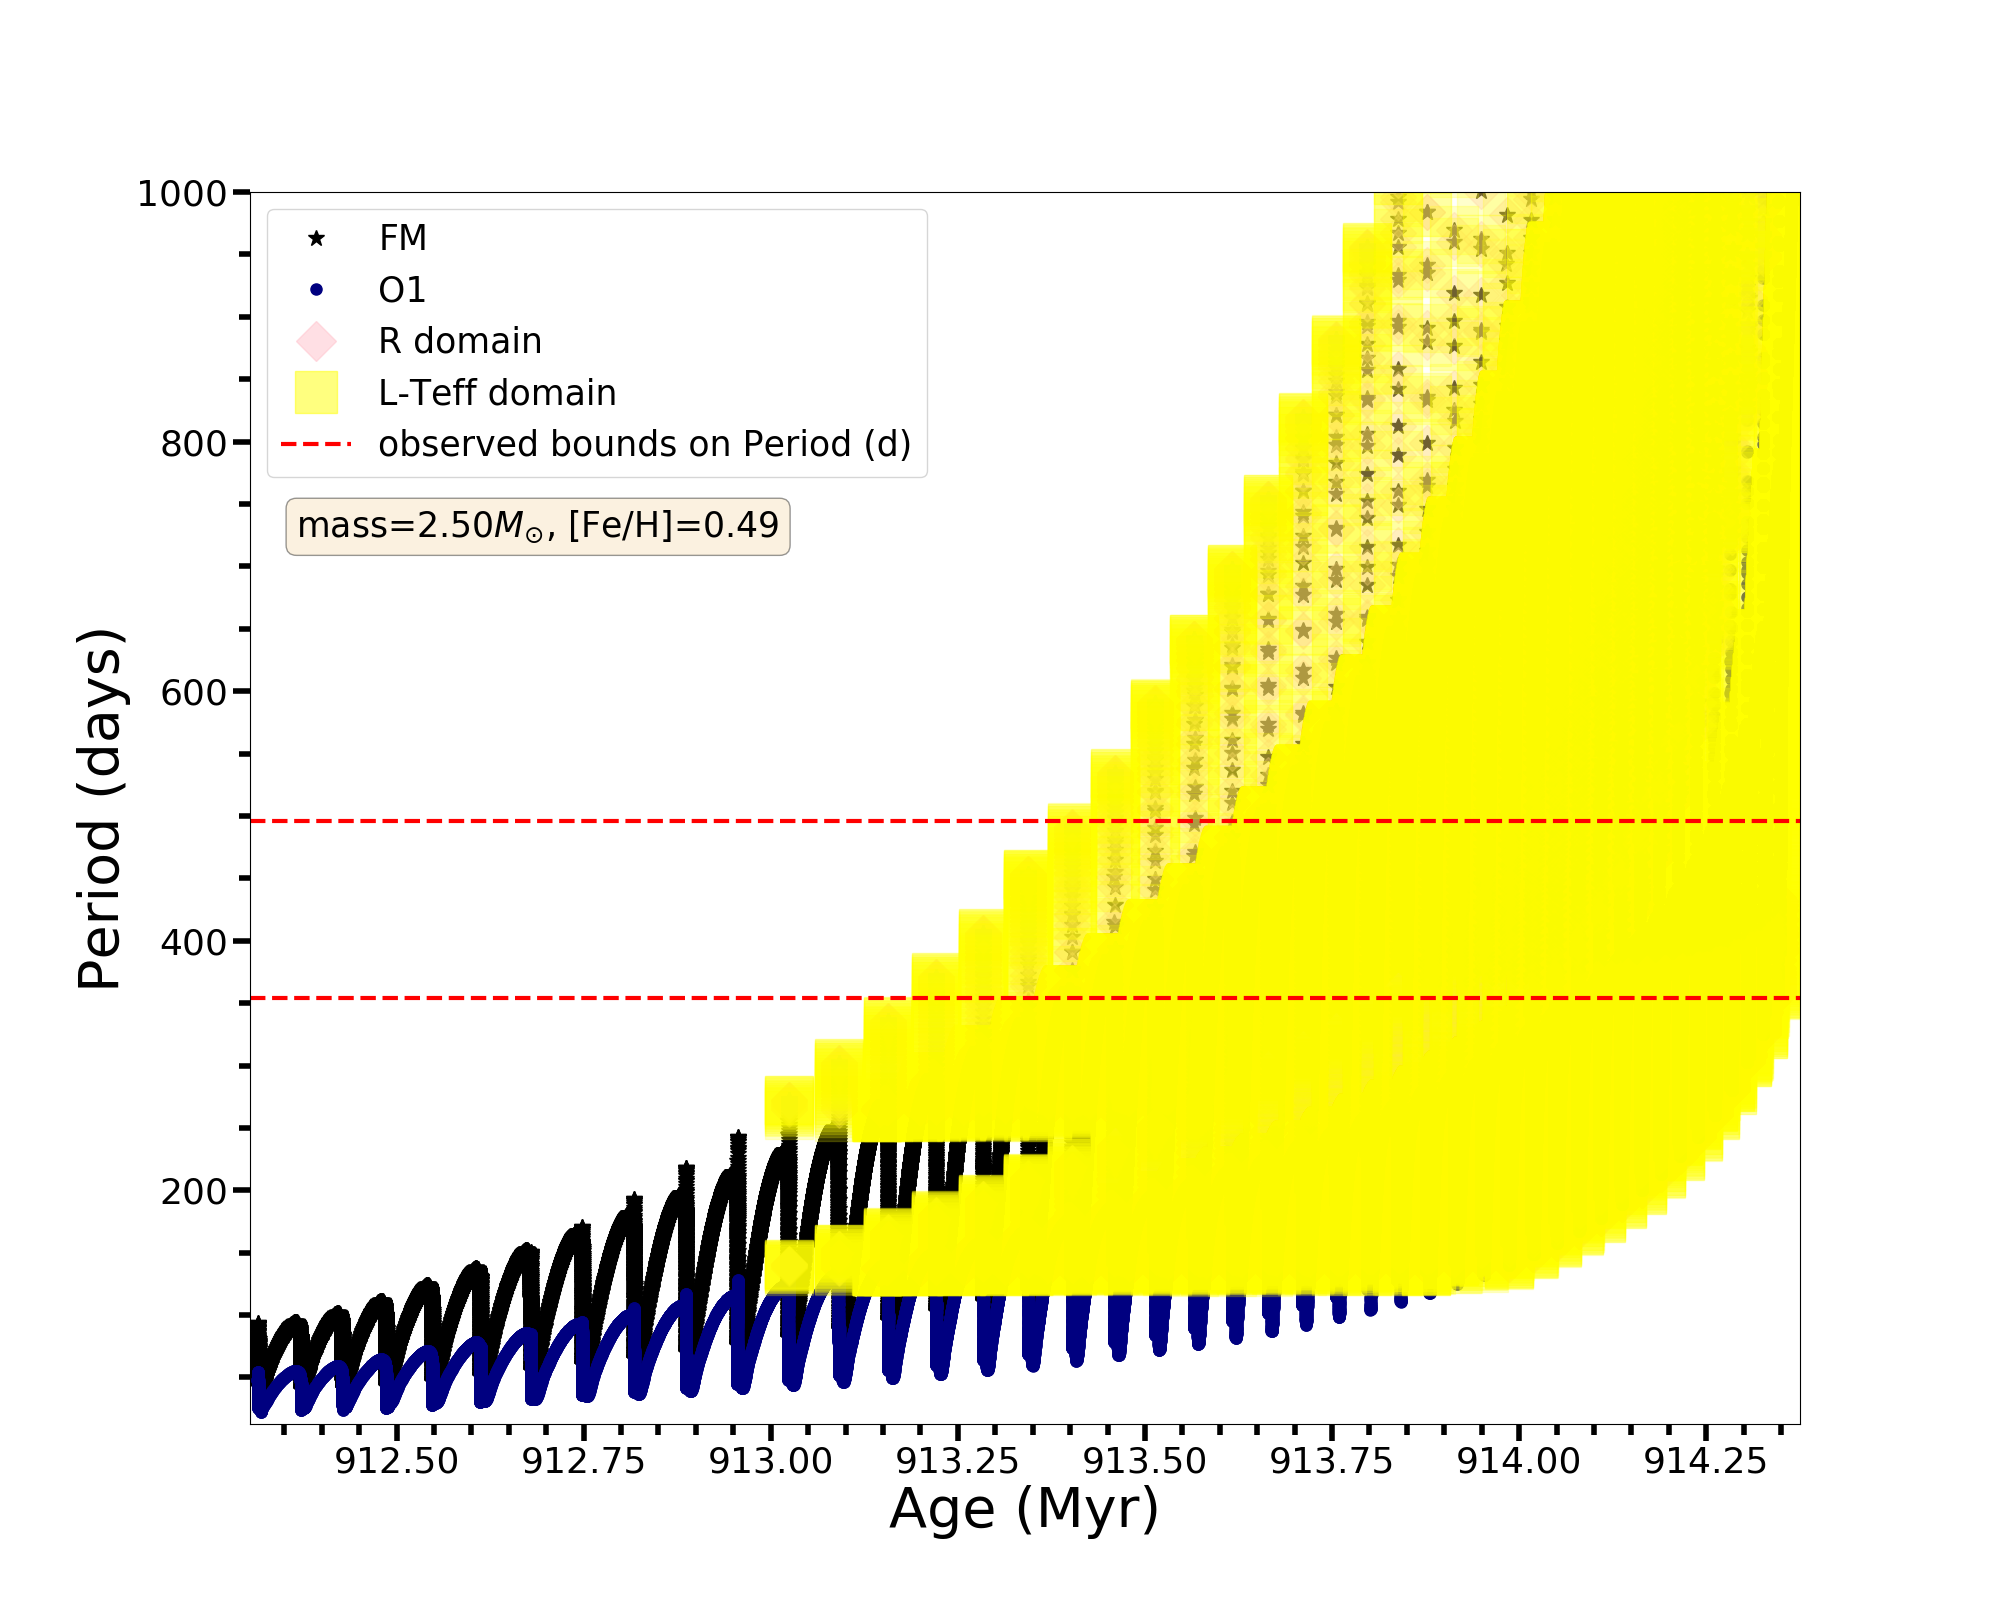 1000
800
600
400
200
Period (days)
FM
O1
R domain
L-Teff domain
observed bounds on Period (d)
mass=2.50M⊙, [Fe/H]=0.49
912.50 912.75 913.00 913.25 913.50 913.75 914.00 914.25
Age (Myr)